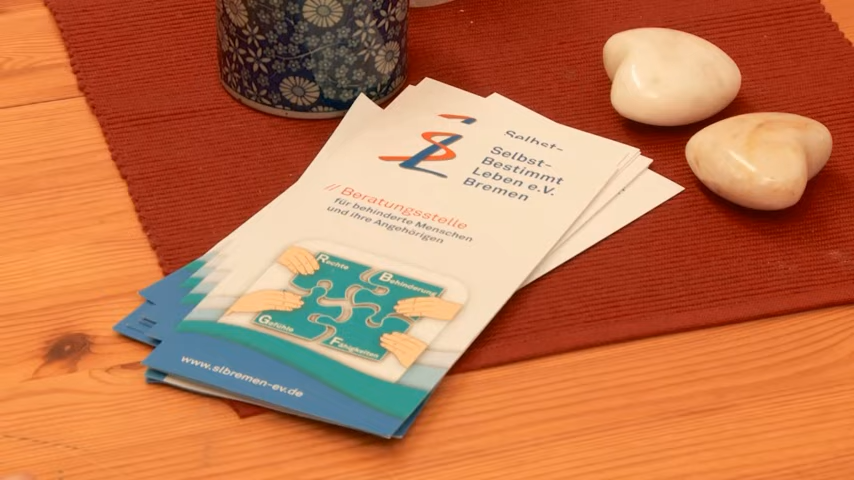 Selbst-
Selbst-
Bestimmt
Leben e.V.
Bremen
// Beratungsstelle
für behinderte Menschen
und ihre Angehörigen
Rechte
Behinderung
Gefühle
Fähigkeiten
www.slbremen-ev.de